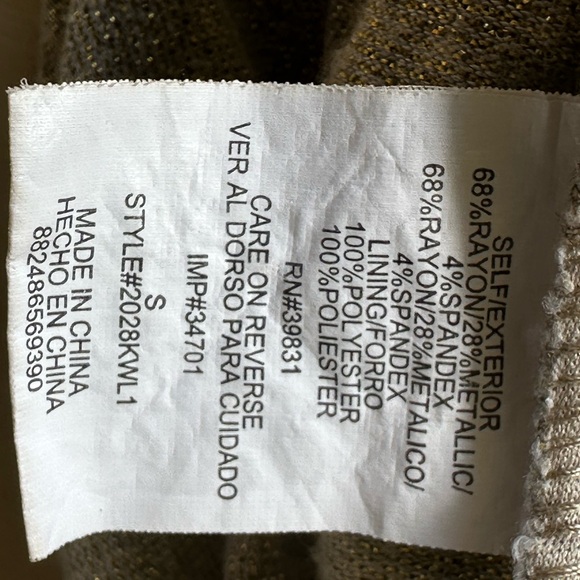 SELF/EXTERIOR
68%RAYON/28%METALLIC/
4%SPANDEX
68%RAYON/28%METALICO/
4%SPANDEX
LINING/FORRO
100%POLYESTER
100%POLIESTER
RN#39831
CARE ON REVERSE
VER AL DORSO PARA CUIDADO
IMP#34701
S
STYLE#2028KWL1
MADE IN CHINA
HECHO EN CHINA
882486569390